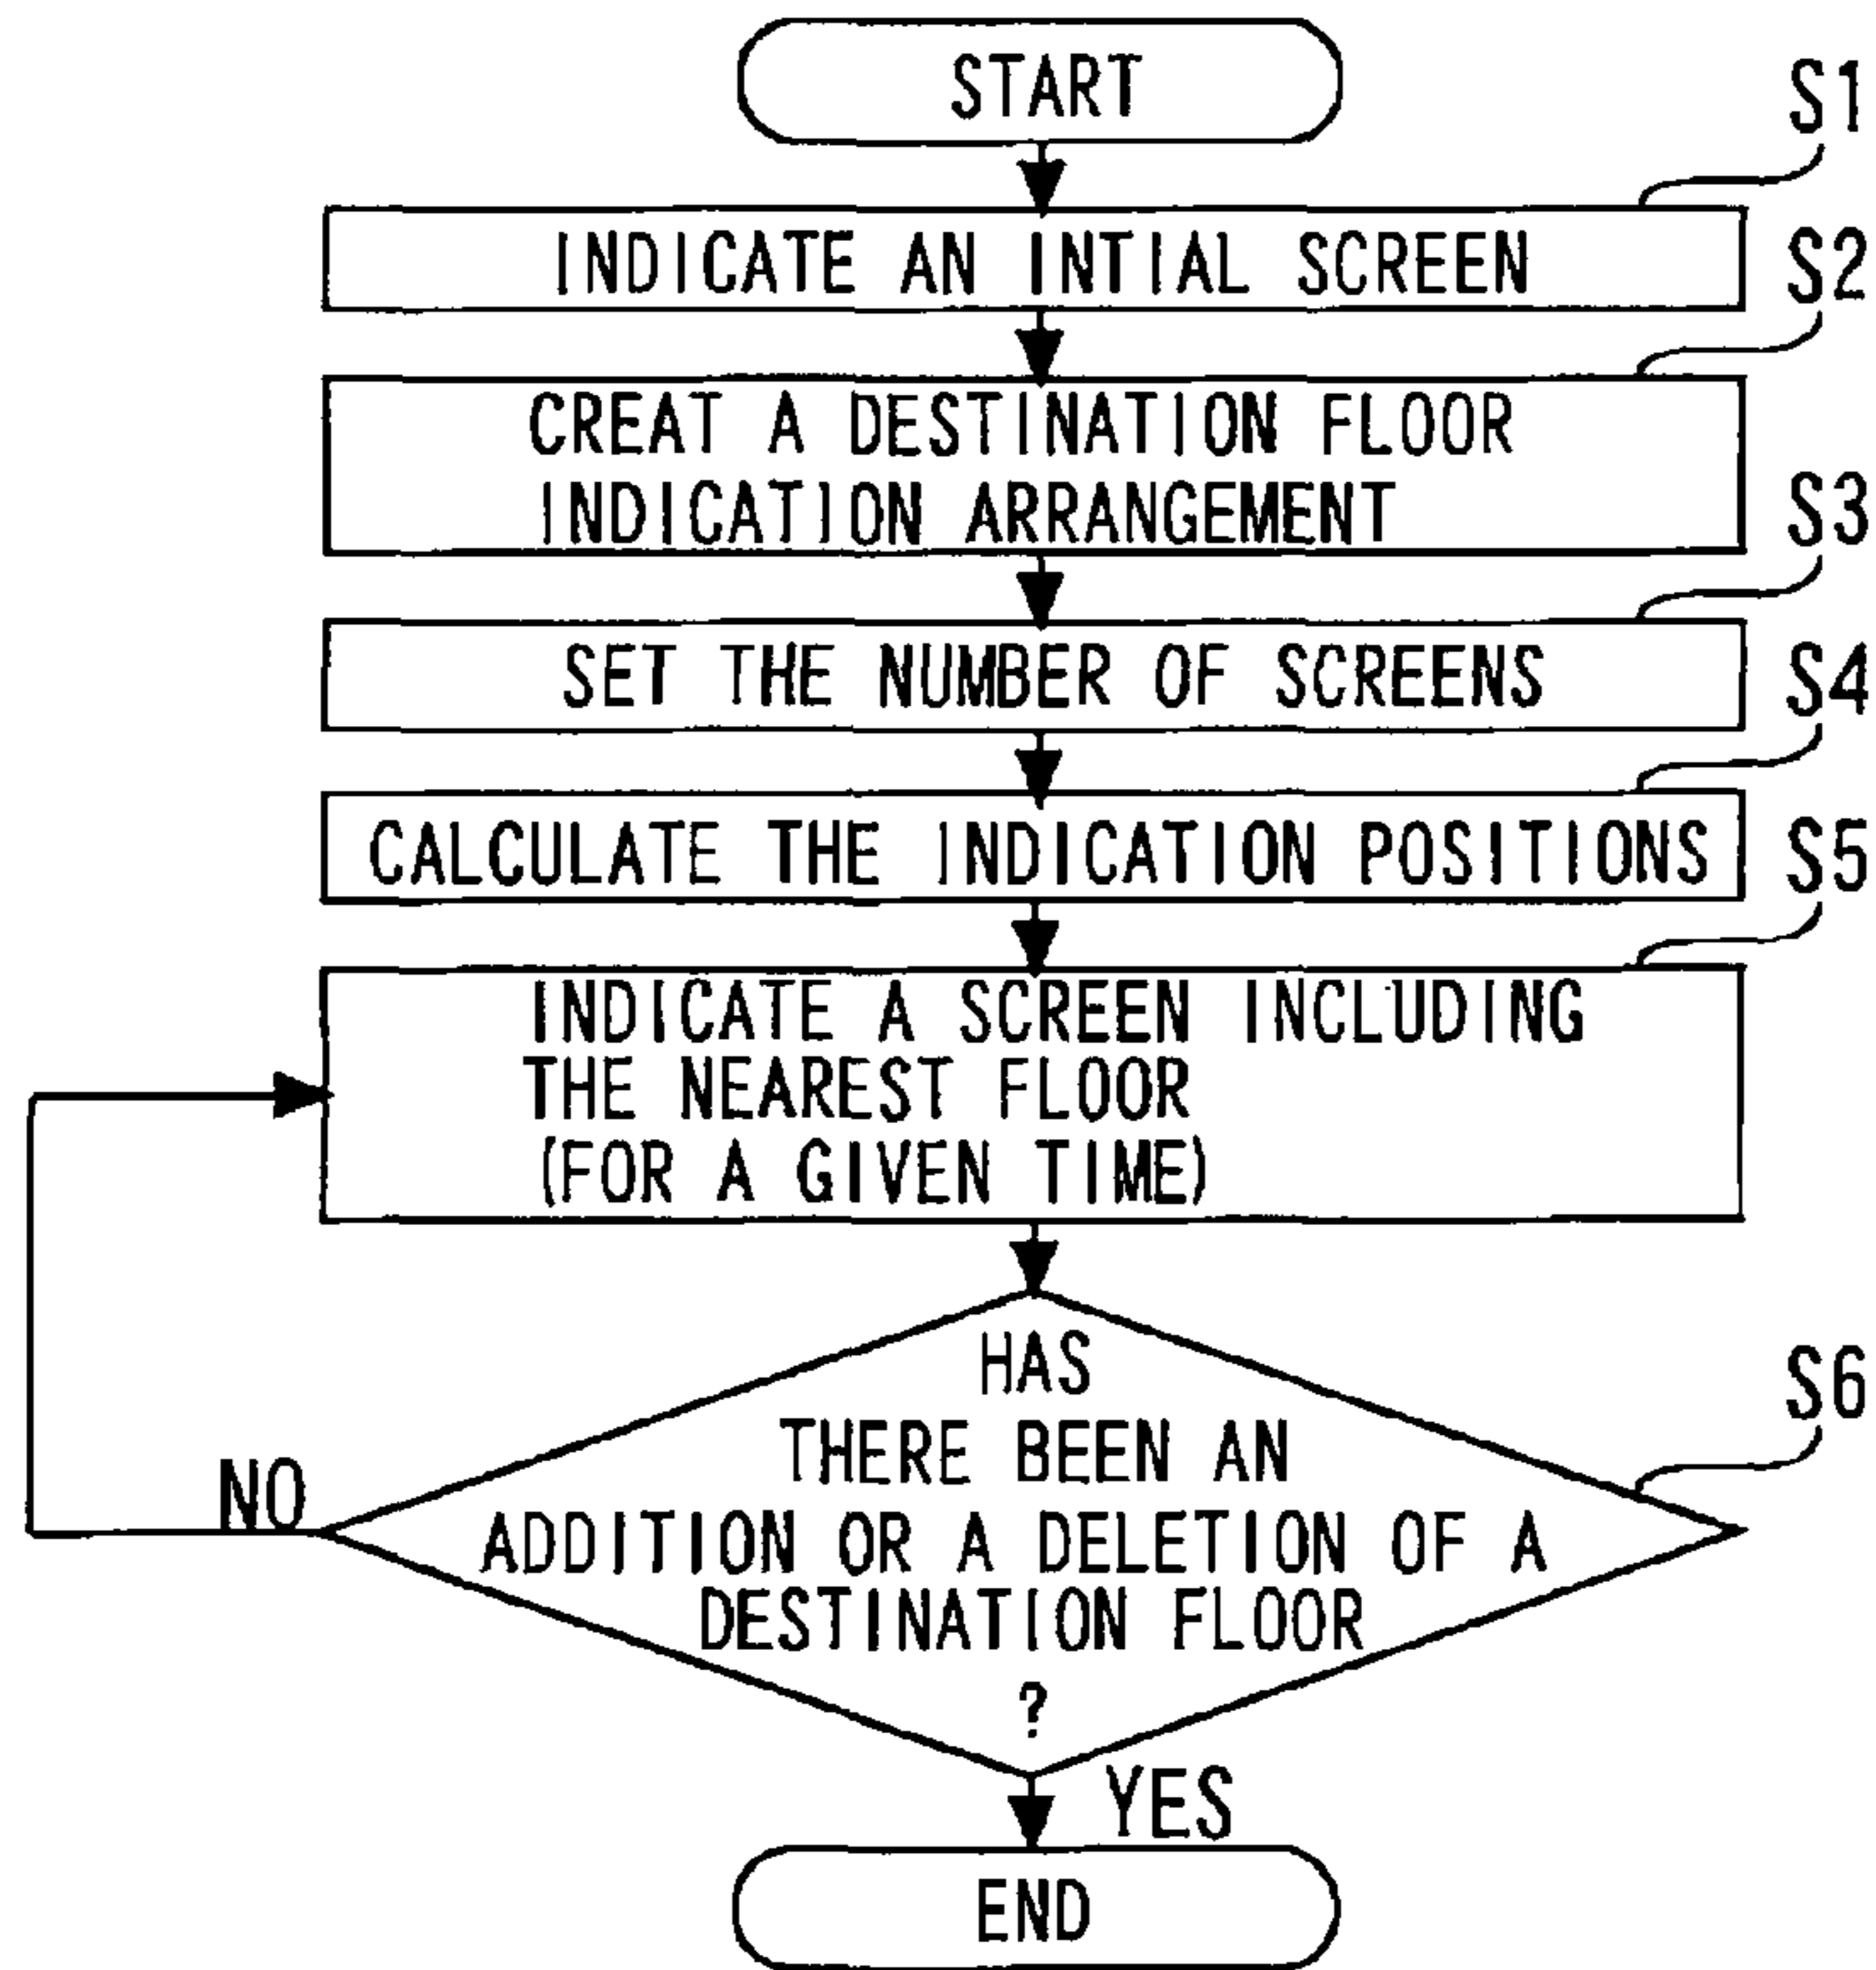 START
S1
INDICATE AN INTIAL SCREEN
S2
CREAT A DESTINATION FLOOR
INDICATION ARRANGEMENT
S3
SET THE NUMBER OF SCREENS
S4
CALCULATE THE INDICATION POSITIONS
S5
INDICATE A SCREEN INCLUDING
THE NEAREST FLOOR
(FOR A GIVEN TIME)
HAS
S6
THERE BEEN AN
NO
ADDITION OR A DELETION OF A
DESTINATION FLOOR
?
YES
END